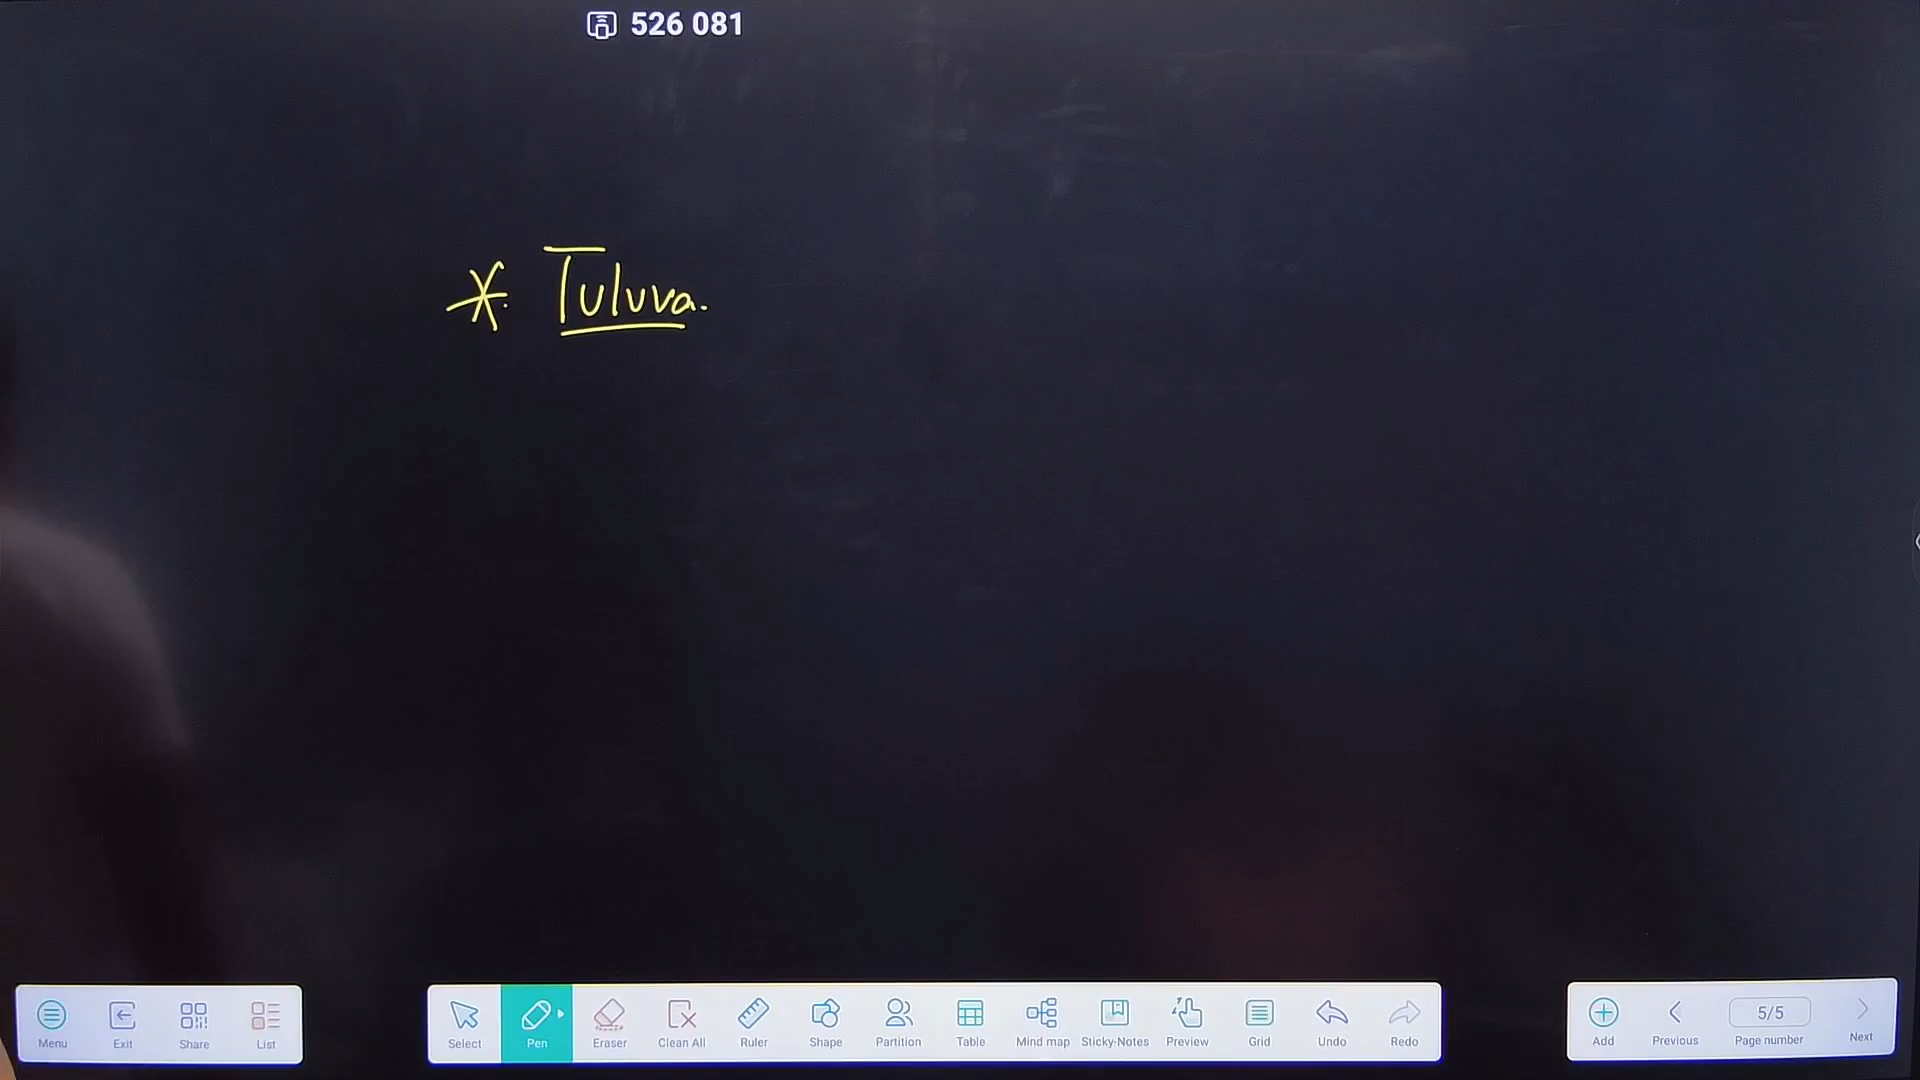 526 081
* Tuluva.
Menu Exit Share List
Select Pen Eraser Clean All Ruler Shape Partition Table Mind map Sticky-Notes Preview Grid Undo Redo
Add Previous 5/5 Page number Next